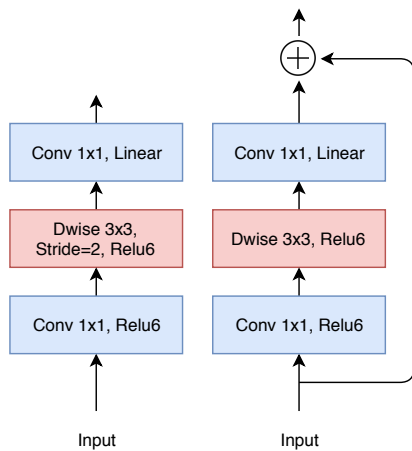 Conv 1x1, Linear
Dwise 3x3,
Stride=2, Relu6
Conv 1x1, Relu6
Input
Conv 1x1, Linear
Dwise 3x3, Relu6
Conv 1x1, Relu6
Input